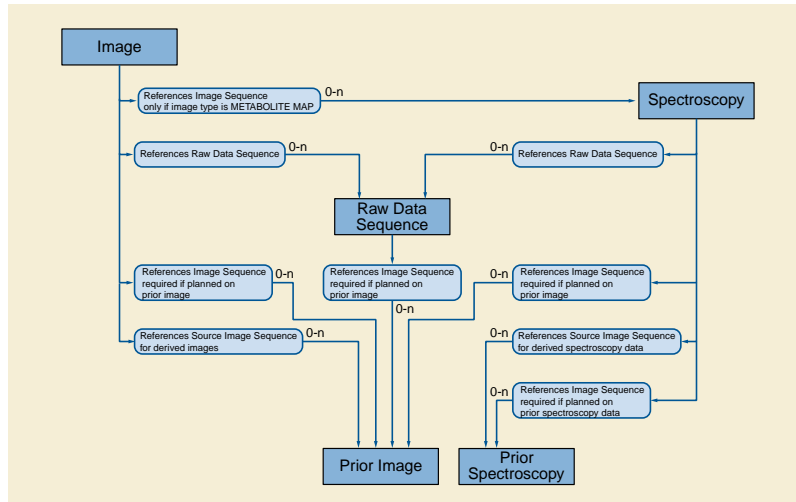 Image
References Image Sequence
only if image type is METABOLITE MAP
0-n
Spectroscopy
References Raw Data Sequence
0-n
0-n
References Raw Data Sequence
Raw Data
Sequence
References Image Sequence
required if planned on
prior image
0-n
References Image Sequence
required if planned on
prior image
0-n
0-n
References Image Sequence
required if planned on
prior image
References Source Image Sequence
for derived images
0-n
0-n
References Source Image Sequence
for derived spectroscopy data
0-n
References Image Sequence
required if planned on
prior spectroscopy data
Prior Image
Prior
Spectroscopy